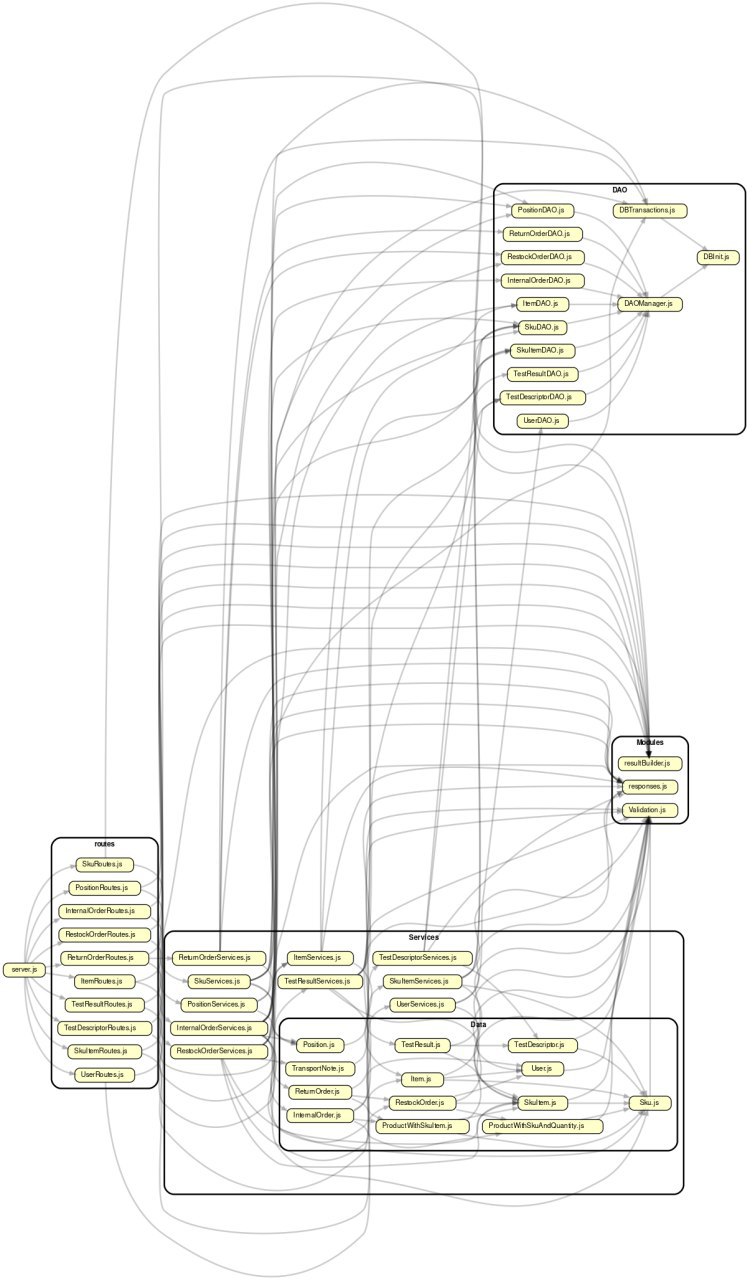 DAO
PositionDAO.js
DBTransactions.js
ReturnOrderDAO.js
RestockOrderDAO.js
DBInit.js
InternalOrderDAO.js
ItemDAO.js
DAOManager.js
SkuDAO.js
SkuItemDAO.js
TestResultDAO.js
TestDescriptorDAO.js
UserDAO.js
Modules
resultBuilder.js
responses.js
Validation.js
routes
SkuRoutes.js
PositionRoutes.js
InternalOrderRoutes.js
RestockOrderRoutes.js
ReturnOrderRoutes.js
server.js
ItemRoutes.js
TestResultRoutes.js
TestDescriptorRoutes.js
SkuItemRoutes.js
UserRoutes.js
Services
ReturnOrderServices.js
ItemServices.js
TestDescriptorServices.js
SkuServices.js
TestResultServices.js
SkuItemServices.js
PositionServices.js
UserServices.js
InternalOrderServices.js
RestockOrderServices.js
Data
Position.js
TestResult.js
TestDescriptor.js
TransportNote.js
User.js
Item.js
ReturnOrder.js
RestockOrder.js
SkuItem.js
Sku.js
InternalOrder.js
ProductWithSkuItem.js
ProductWithSkuAndQuantity.js